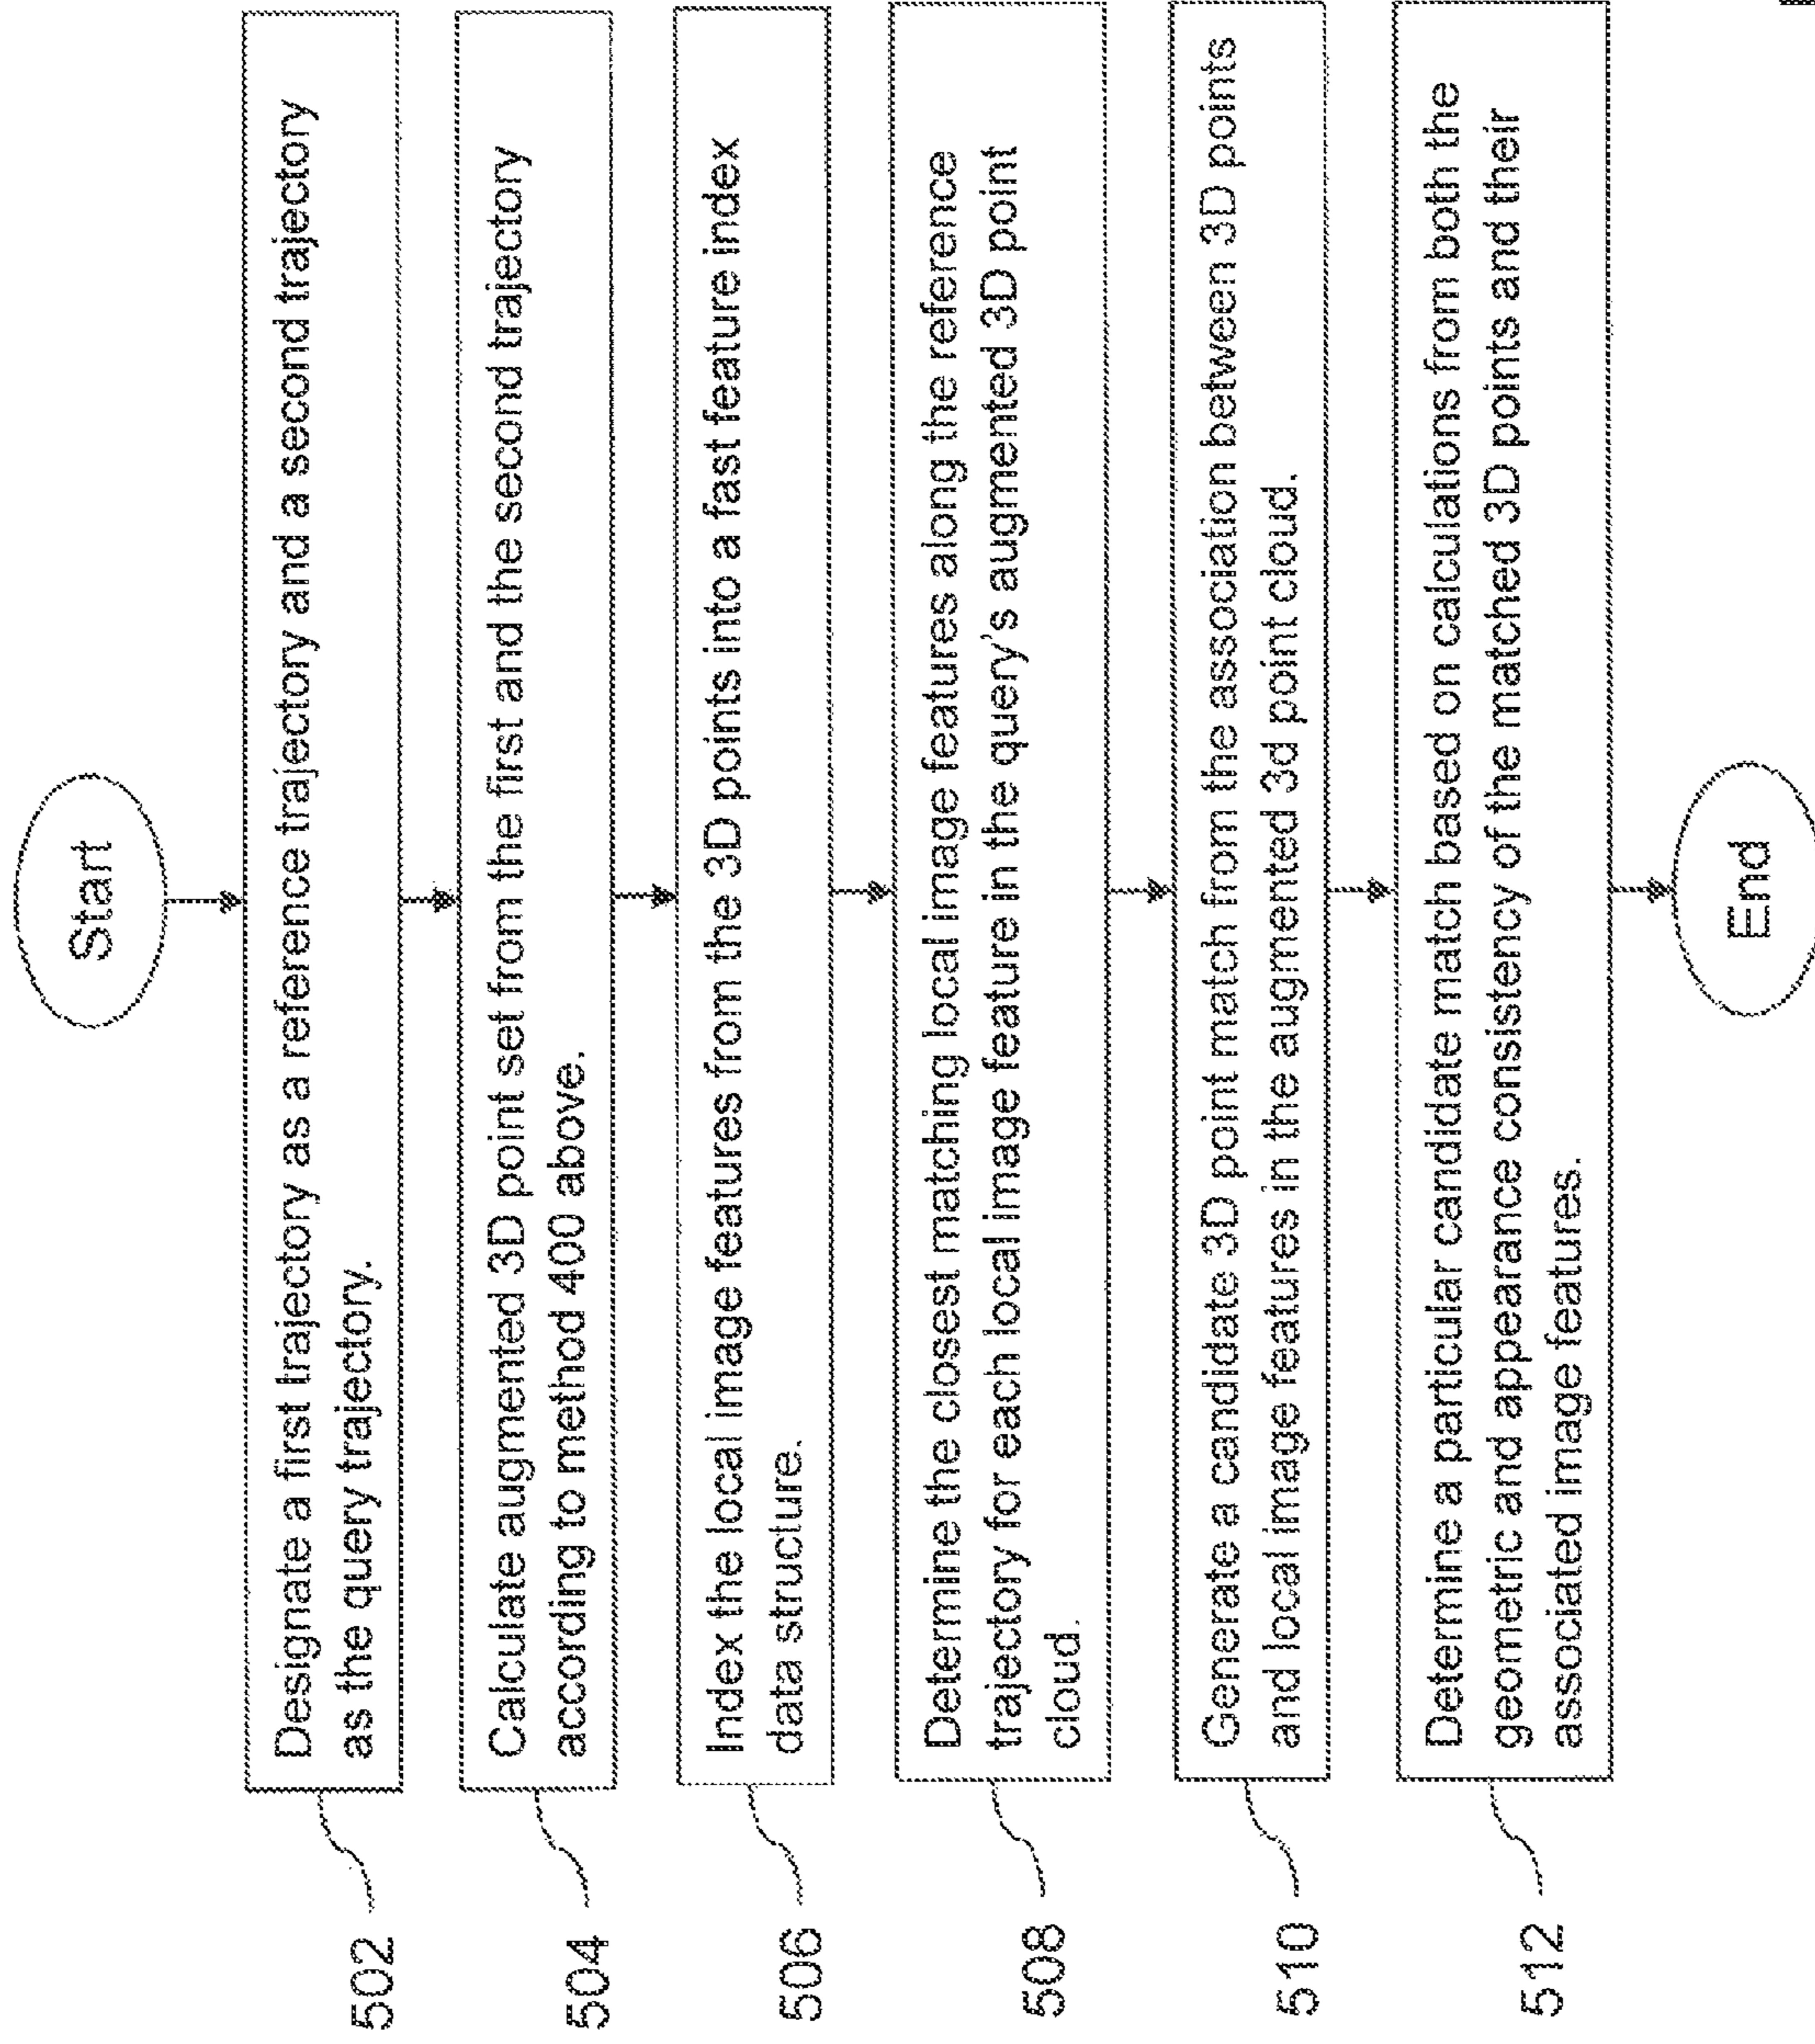 Start
502
Designate a first trajectory as a reference trajectory and a second trajectory
as the query trajectory.
504
Calculate augmented 3D point set from the first and the second trajectory
according to method 400 above.
506
Index the local image features from the 3D points into a fast feature index
data structure.
508
Determine the closest matching local image features along the reference
trajectory for each local image feature in the query's augmented 3D point
cloud.
510
Generate a candidate 3D point match from the association between 3D points
and local image features in the augmented 3d point cloud.
512
Determine a particular candidate match based on calculations from both the
geometric and appearance consistency of the matched 3D points and their
associated image features.
End